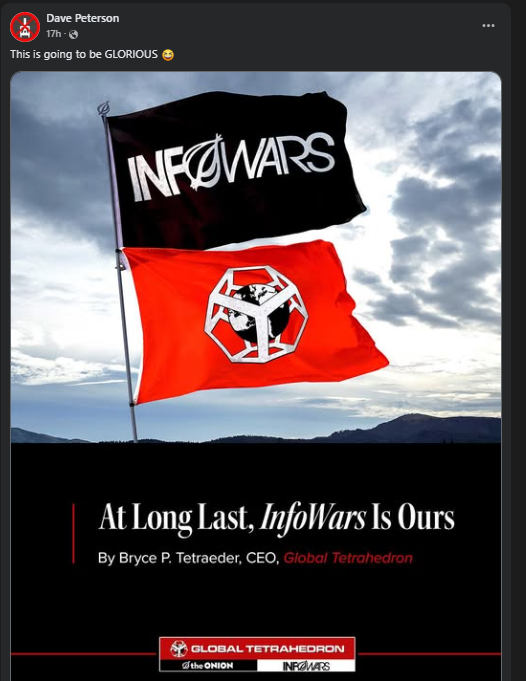 Dave Peterson
17h ·
This is going to be GLORIOUS 😂
INFOWARS
At Long Last, InfoWars Is Ours
By Bryce P. Tetraeder, CEO, Global Tetrahedron
GLOBAL TETRAHEDRON
the ONION INFOWARS